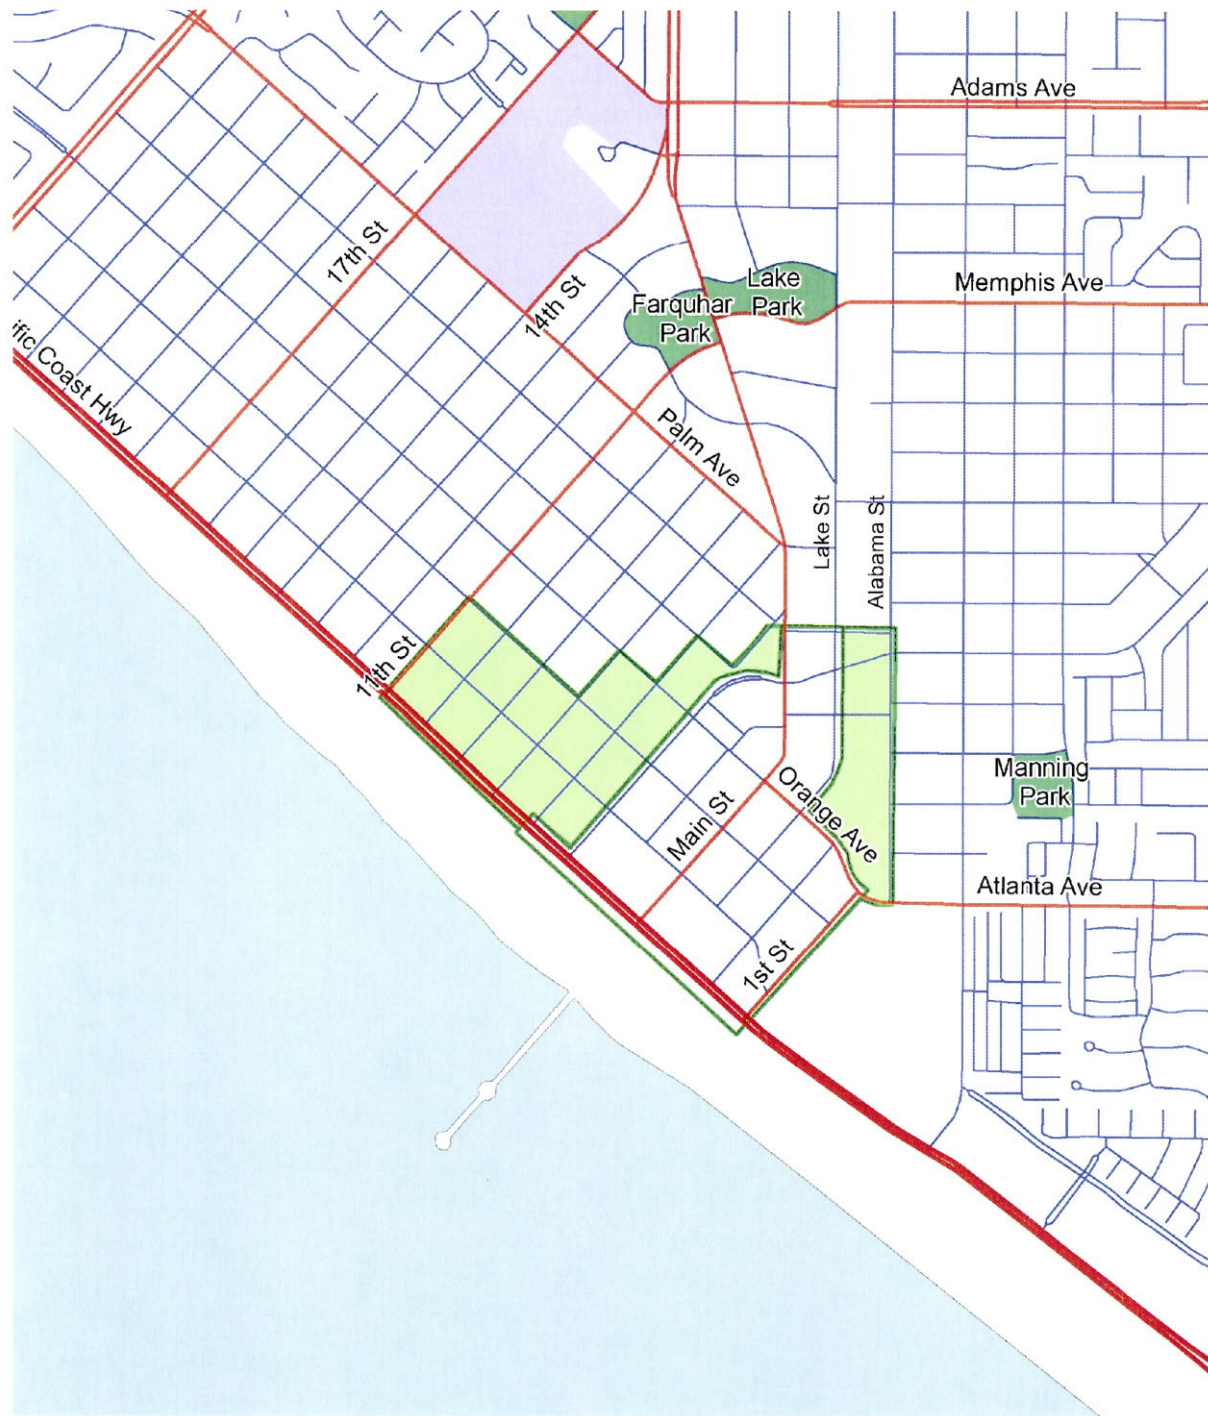 Adams Ave
17th St
Lake
Park
Memphis Ave
14th St
Farquhar
Park
ific Coast Hwy
Palm Ave
Lake St
Alabama St
11th St
Manning
Park
Orange Ave
Main St
Atlanta Ave
1st St